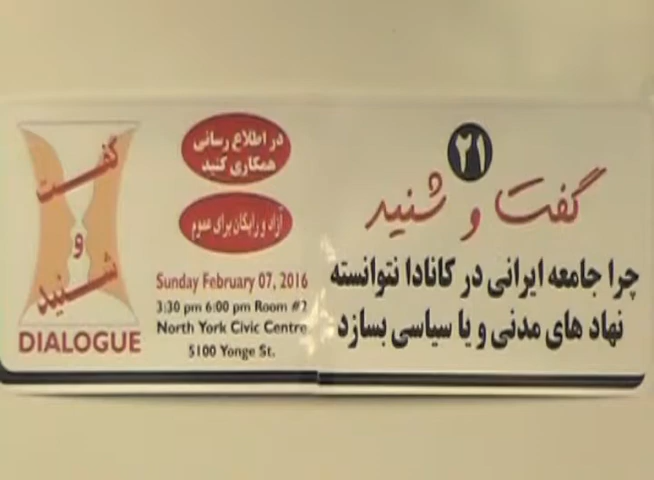 گفت
و
شنید
DIALOGUE
در اطلاع رسانی
همکاری کنید
آزاد و رایگان برای عموم
Sunday February 07, 2016
3:30 pm 6:00 pm Room #2
North York Civic Centre
5100 Yonge St.
۲۱
گفت و شنید
چرا جامعه ایرانی در کانادا نتوانسته
نهاد های مدنی و یا سیاسی بسازد